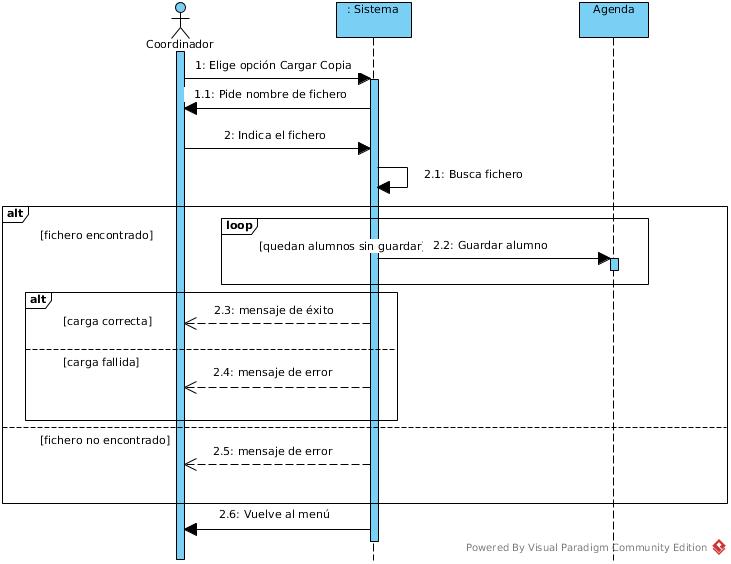 : Sistema
Agenda
Coordinador
1: Elige opción Cargar Copia
1.1: Pide nombre de fichero
2: Indica el fichero
2.1: Busca fichero
alt
[fichero encontrado]
loop
[quedan alumnos sin guardar]
2.2: Guardar alumno
alt
[carga correcta]
2.3: mensaje de éxito
[carga fallida]
2.4: mensaje de error
[fichero no encontrado]
2.5: mensaje de error
2.6: Vuelve al menú
Powered By Visual Paradigm Community Edition